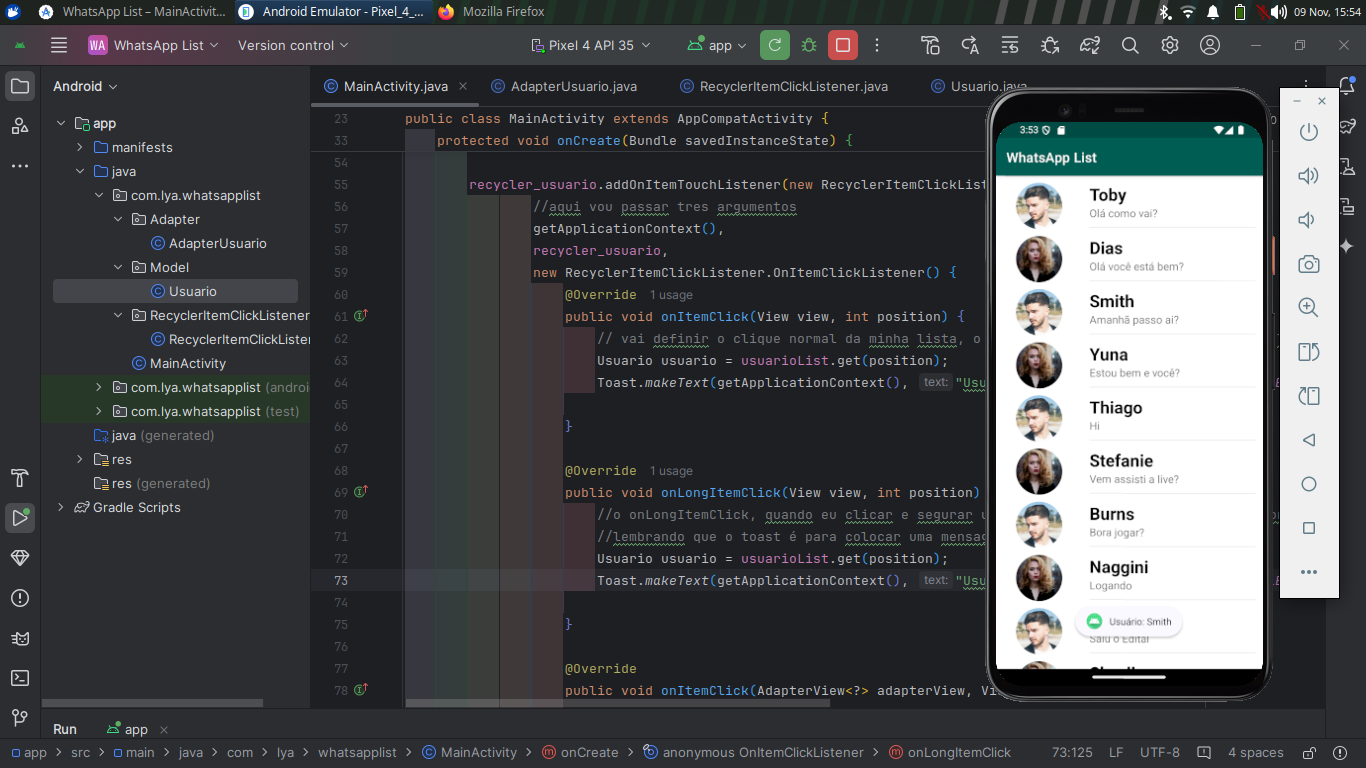 WhatsApp List – MainActivit...
Android Emulator - Pixel_4_...
Mozilla Firefox
09 Nov, 15:54
WA WhatsApp List
Version control
Pixel 4 API 35
app
Android
MainActivity.java
AdapterUsuario.java
RecyclerItemClickListener.java
Usuario.java
app
manifests
java
com.lya.whatsapplist
Adapter
AdapterUsuario
Model
Usuario
RecyclerItemClickListener
RecyclerItemClickListe
MainActivity
com.lya.whatsapplist (androi
com.lya.whatsapplist (test)
java (generated)
res
res (generated)
Gradle Scripts
23 public class MainActivity extends AppCompatActivity {
33 protected void onCreate(Bundle savedInstanceState) {
54
55 recycler_usuario.addOnItemTouchListener(new RecyclerItemClickList
56 //aqui vou passar tres argumentos
57 getApplicationContext(),
58 recycler_usuario,
59 new RecyclerItemClickListener.OnItemClickListener() {
60 @Override 1 usage
61 public void onItemClick(View view, int position) {
62 // vai definir o clique normal da minha lista, o
63 Usuario usuario = usuarioList.get(position);
64 Toast.makeText(getApplicationContext(), text: "Usu
65
66 }
67
68 @Override 1 usage
69 public void onLongItemClick(View view, int position)
70 //o onLongItemClick, quando eu clicar e segurar u
71 //lembrando que o toast é para colocar uma mensag
72 Usuario usuario = usuarioList.get(position);
73 Toast.makeText(getApplicationContext(), text: "Usu
74
75 }
76
77 @Override
78 public void onItemClick(AdapterView<?> adapterView, Vi
3:53
WhatsApp List
Toby
Olá como vai?
Dias
Olá você está bem?
Smith
Amanhã passo ai?
Yuna
Estou bem e você?
Thiago
Hi
Stefanie
Vem assisti a live?
Burns
Bora jogar?
Naggini
Logando
Usuário: Smith
Saiu o Edital
Run
app
app > src > main > java > com > lya > whatsapplist > MainActivity > onCreate > anonymous OnItemClickListener > onLongItemClick
73:125 LF UTF-8 4 spaces